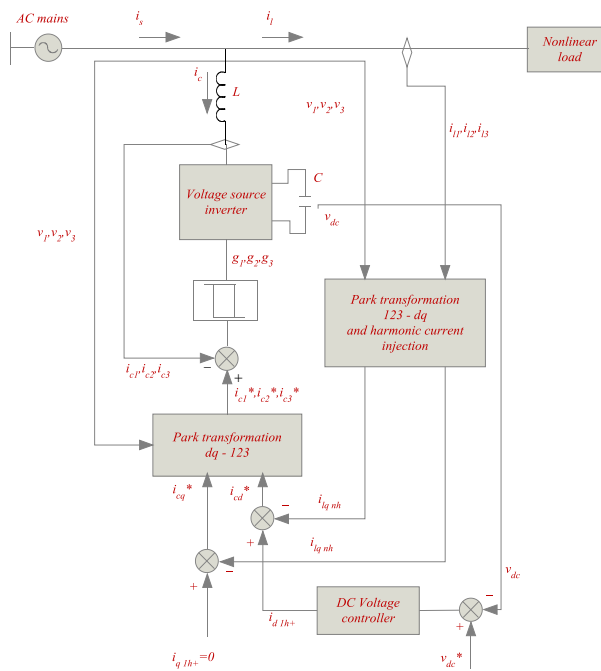 AC mains
i_s
i_l
Nonlinear
load
i_c
L
v_1,v_2,v_3
i_l1,i_l2,i_l3
Voltage source
inverter
C
v_dc
v_1,v_2,v_3
g_1,g_2,g_3
Park transformation
123 - dq
and harmonic current
injection
−
+
i_c1,i_c2,i_c3
i_c1*,i_c2*,i_c3*
Park transformation
dq - 123
i_cq*
i_cd*
−
i_lq nh
+
i_lq nh
−
+
v_dc
DC Voltage
controller
−
+
i_d 1h+
i_q 1h+=0
v_dc*